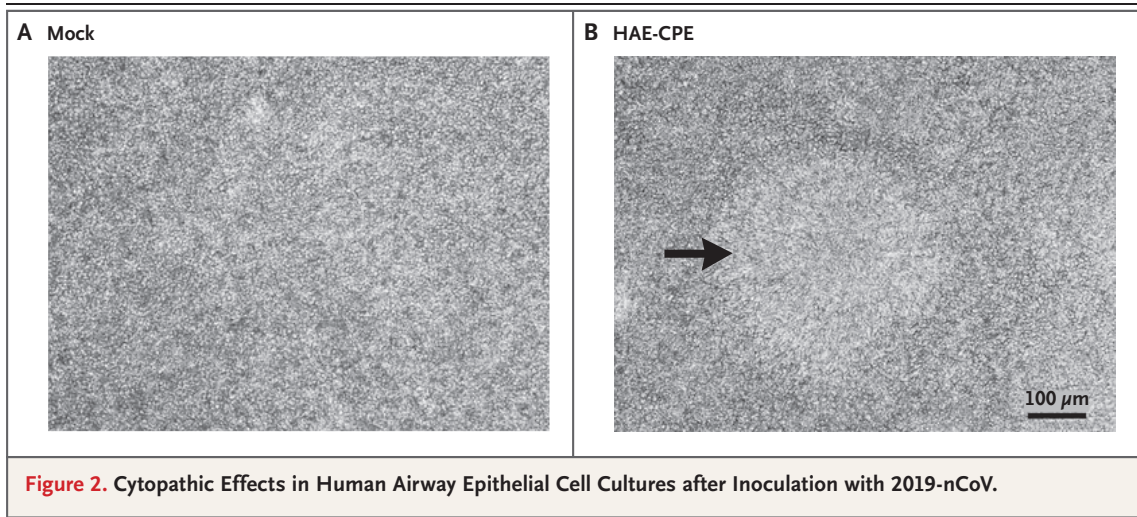 A Mock
B HAE-CPE
100 µm
Figure 2. Cytopathic Effects in Human Airway Epithelial Cell Cultures after Inoculation with 2019-nCoV.